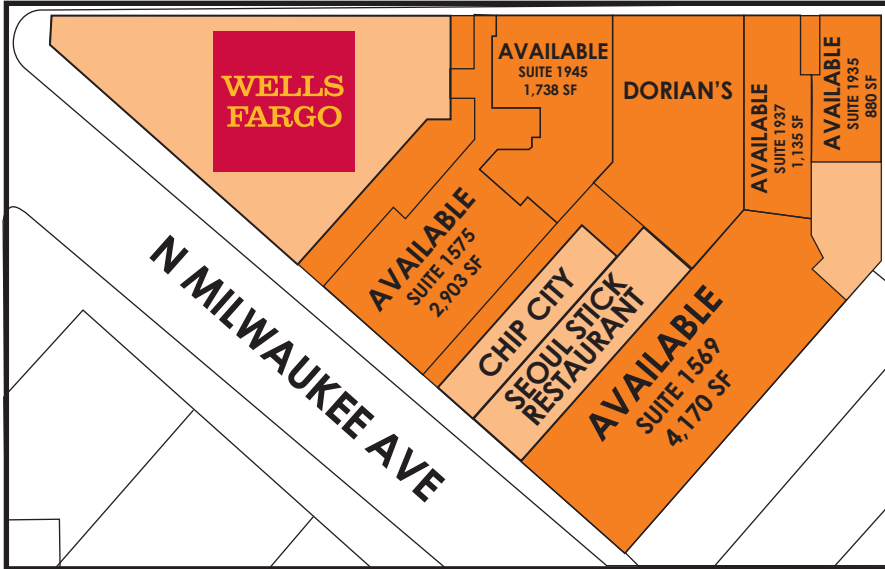 WELLS
FARGO
AVAILABLE
SUITE 1945
1,738 SF
DORIAN'S
AVAILABLE
SUITE 1937
1,135 SF
AVAILABLE
SUITE 1935
880 SF
AVAILABLE
SUITE 1575
2,903 SF
CHIP CITY
SEOUL STICK
RESTAURANT
AVAILABLE
SUITE 1569
4,170 SF
N MILWAUKEE AVE